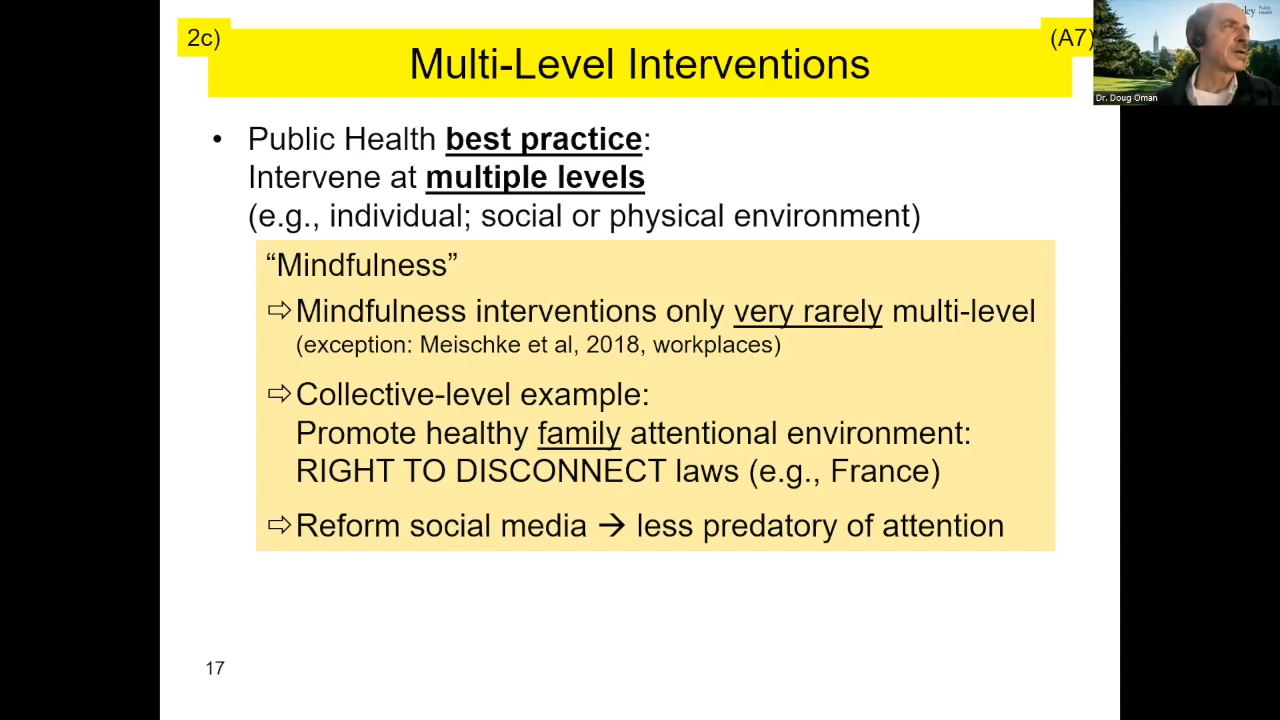 2c)
(A7)
Multi-Level Interventions
• Public Health best practice:
Intervene at multiple levels
(e.g., individual; social or physical environment)
“Mindfulness”
⇨Mindfulness interventions only very rarely multi-level
(exception: Meischke et al, 2018, workplaces)
⇨Collective-level example:
Promote healthy family attentional environment:
RIGHT TO DISCONNECT laws (e.g., France)
⇨Reform social media → less predatory of attention
17
Public
Health
Dr. Doug Oman